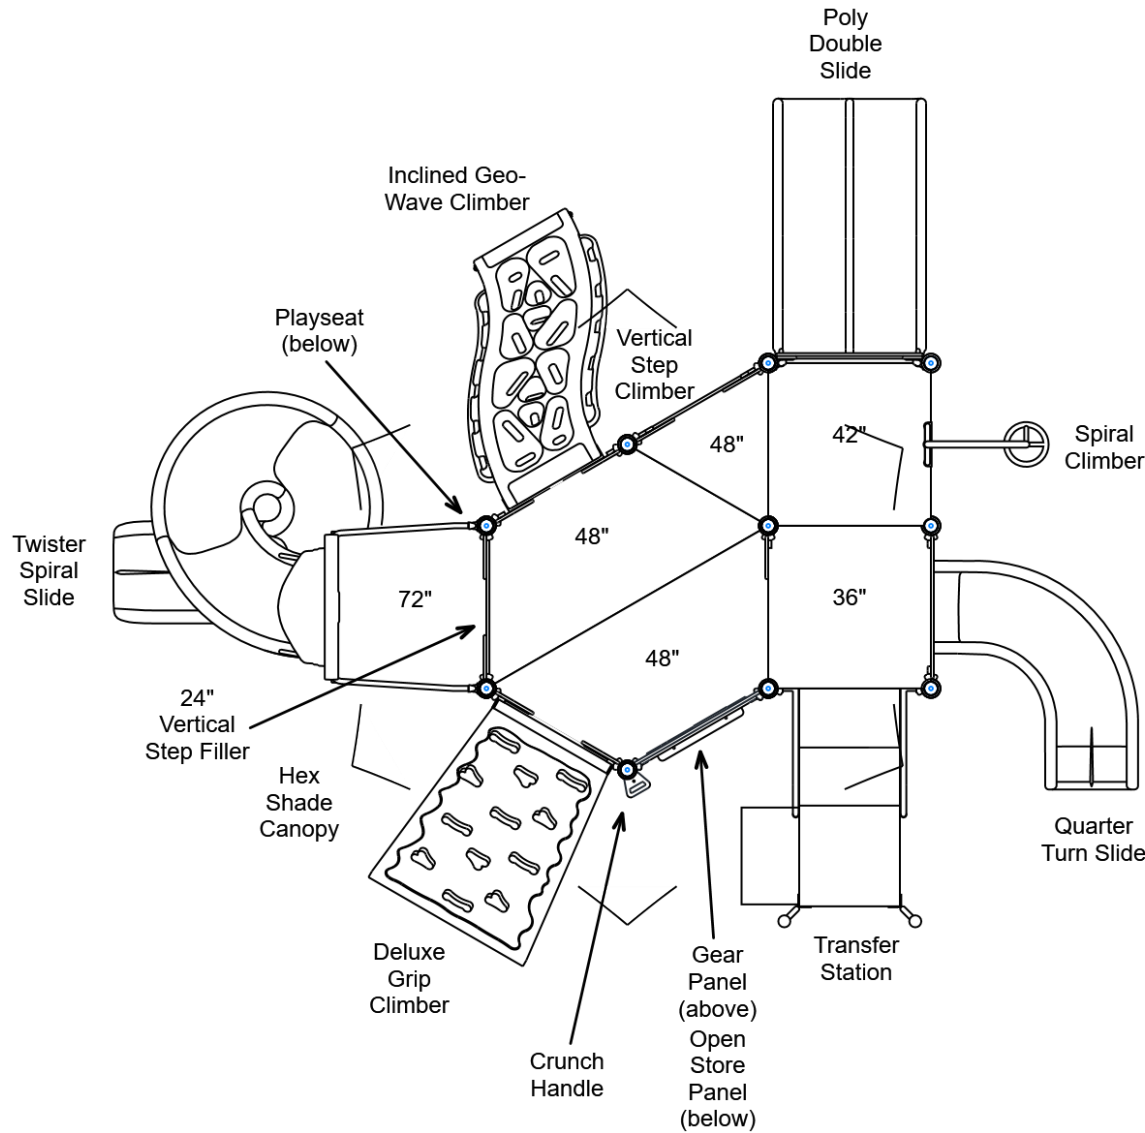 Poly
Double
Slide
Inclined Geo-
Wave Climber
Playseat
(below)
Vertical
Step
Climber
48"
42"
Spiral
Climber
48"
Twister
Spiral
Slide
72"
36"
48"
24"
Vertical
Step Filler
Hex
Shade
Canopy
Quarter
Turn Slide
Deluxe
Grip
Climber
Gear
Panel
(above)
Open
Store
Panel
(below)
Transfer
Station
Crunch
Handle